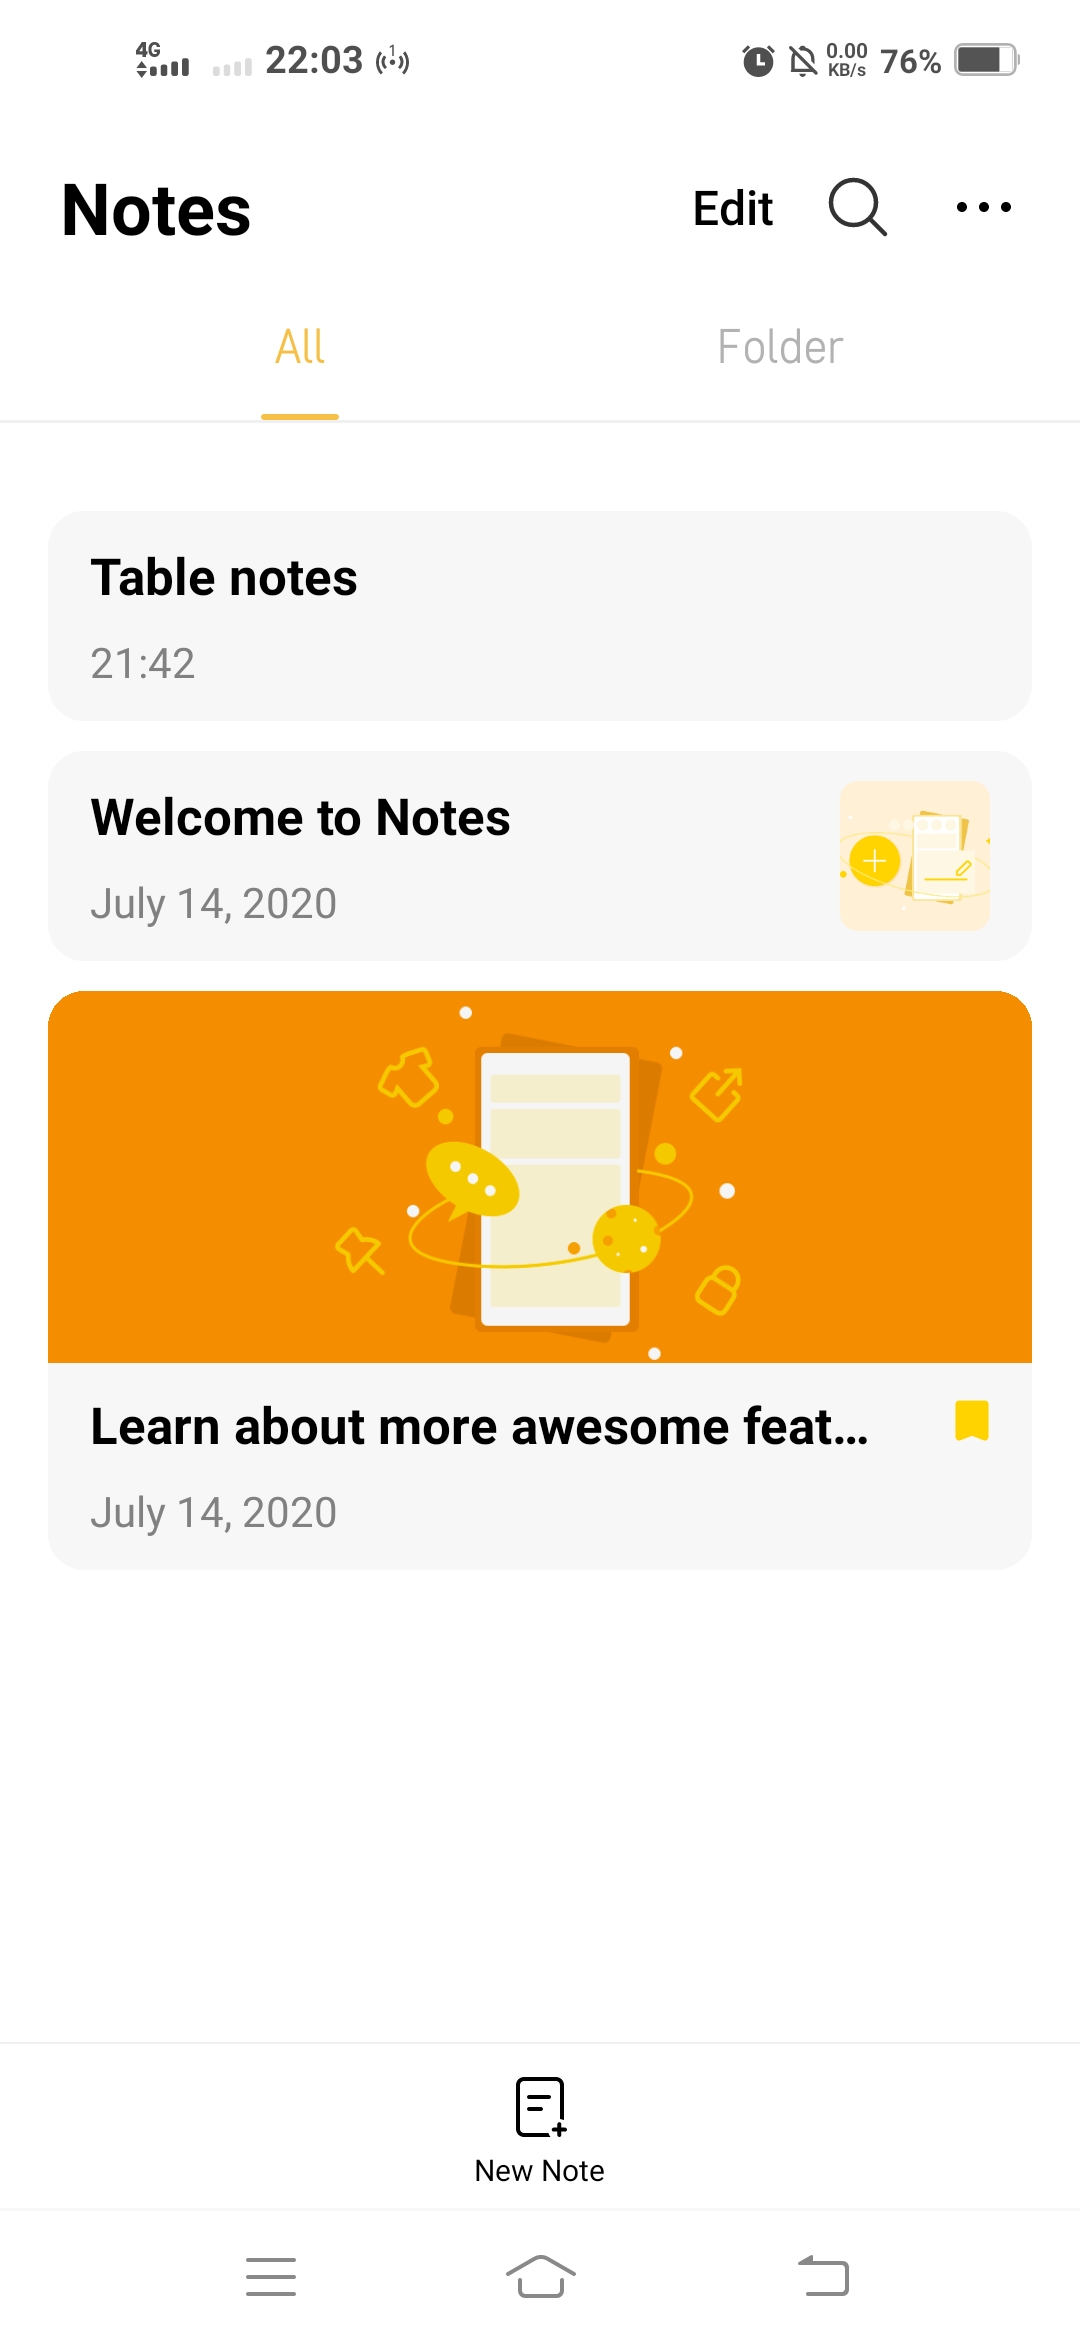 4G 22:03 1 0.00 KB/s 76%
Notes Edit
All Folder
Table notes
21:42
Welcome to Notes
July 14, 2020
Learn about more awesome feat...
July 14, 2020
New Note